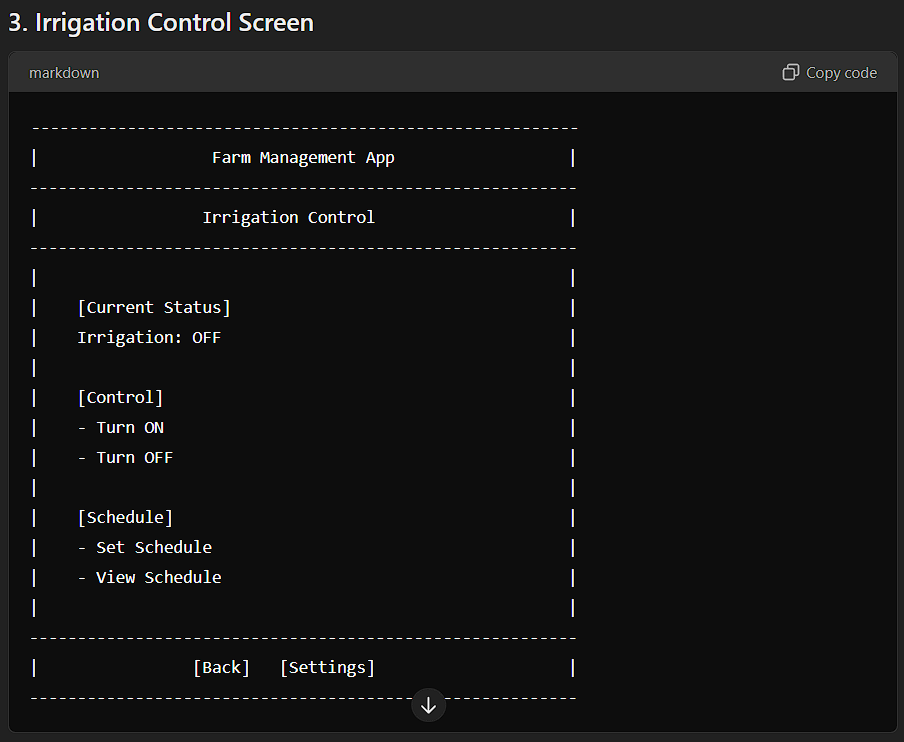 3. Irrigation Control Screen
markdown
Copy code
---------------------------------------------------------
|                  Farm Management App                  |
---------------------------------------------------------
|                 Irrigation Control                    |
---------------------------------------------------------
|                                                       |
|    [Current Status]                                   |
|    Irrigation: OFF                                    |
|                                                       |
|    [Control]                                          |
|    - Turn ON                                          |
|    - Turn OFF                                         |
|                                                       |
|    [Schedule]                                         |
|    - Set Schedule                                     |
|    - View Schedule                                    |
|                                                       |
---------------------------------------------------------
|                [Back]   [Settings]                    |
---------------------------------------------------------